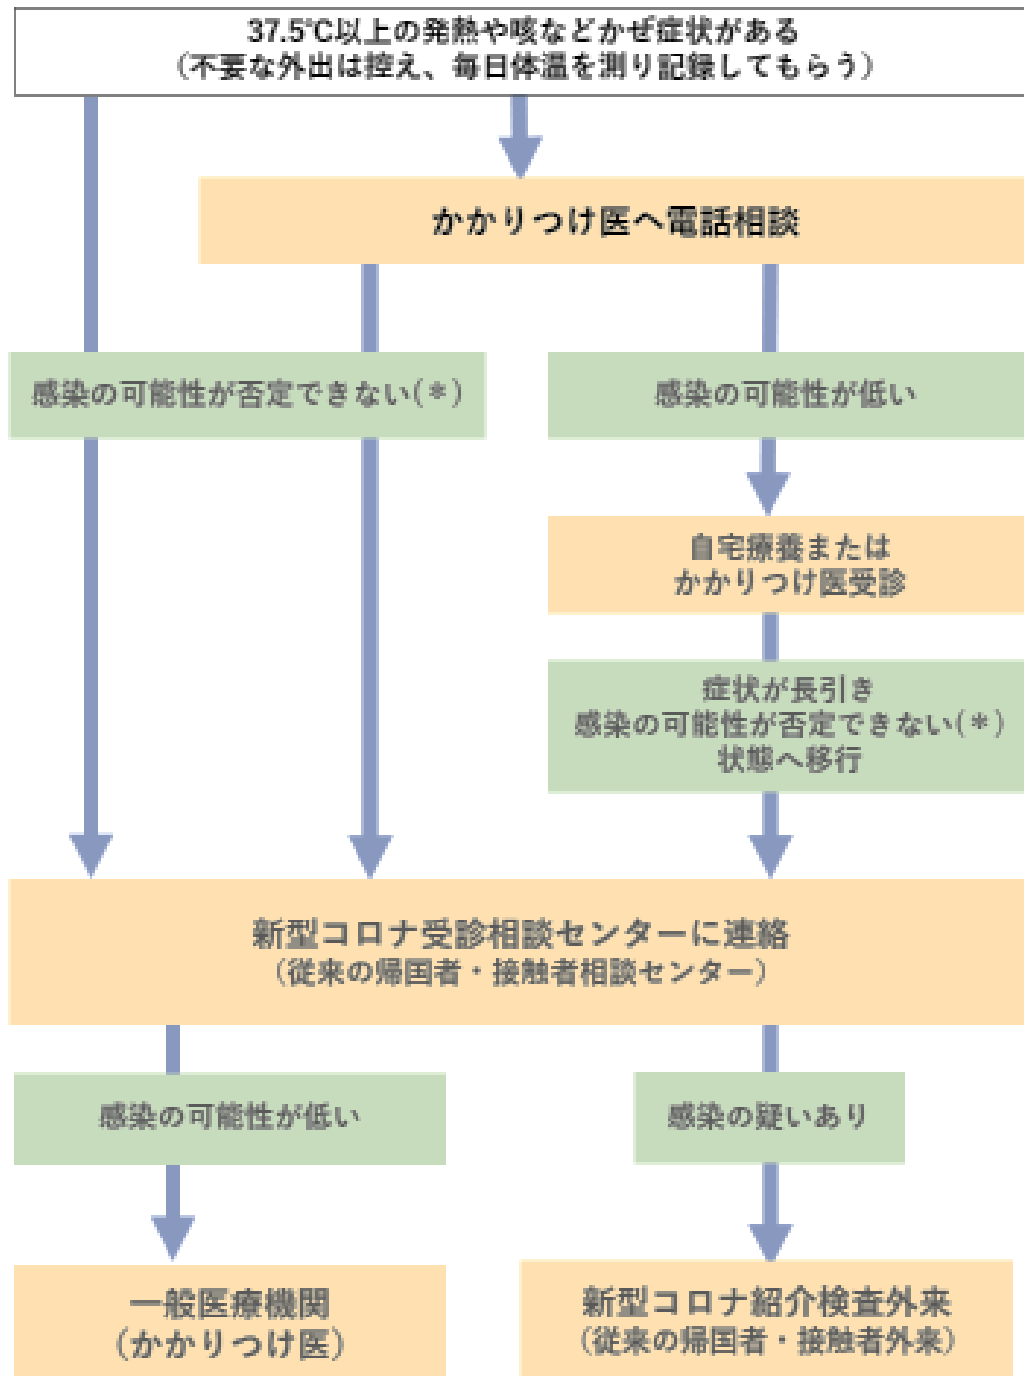 37.5℃以上の発熱や咳などかぜ症状がある
（不要な外出は控え、毎日体温を測り記録してもらう）
かかりつけ医へ電話相談
感染の可能性が否定できない(＊)
感染の可能性が低い
自宅療養または
かかりつけ医受診
症状が長引き
感染の可能性が否定できない(＊)
状態へ移行
新型コロナ受診相談センターに連絡
（従来の帰国者・接触者相談センター）
感染の可能性が低い
感染の疑いあり
一般医療機関
(かかりつけ医)
新型コロナ紹介検査外来
（従来の帰国者・接触者外来）